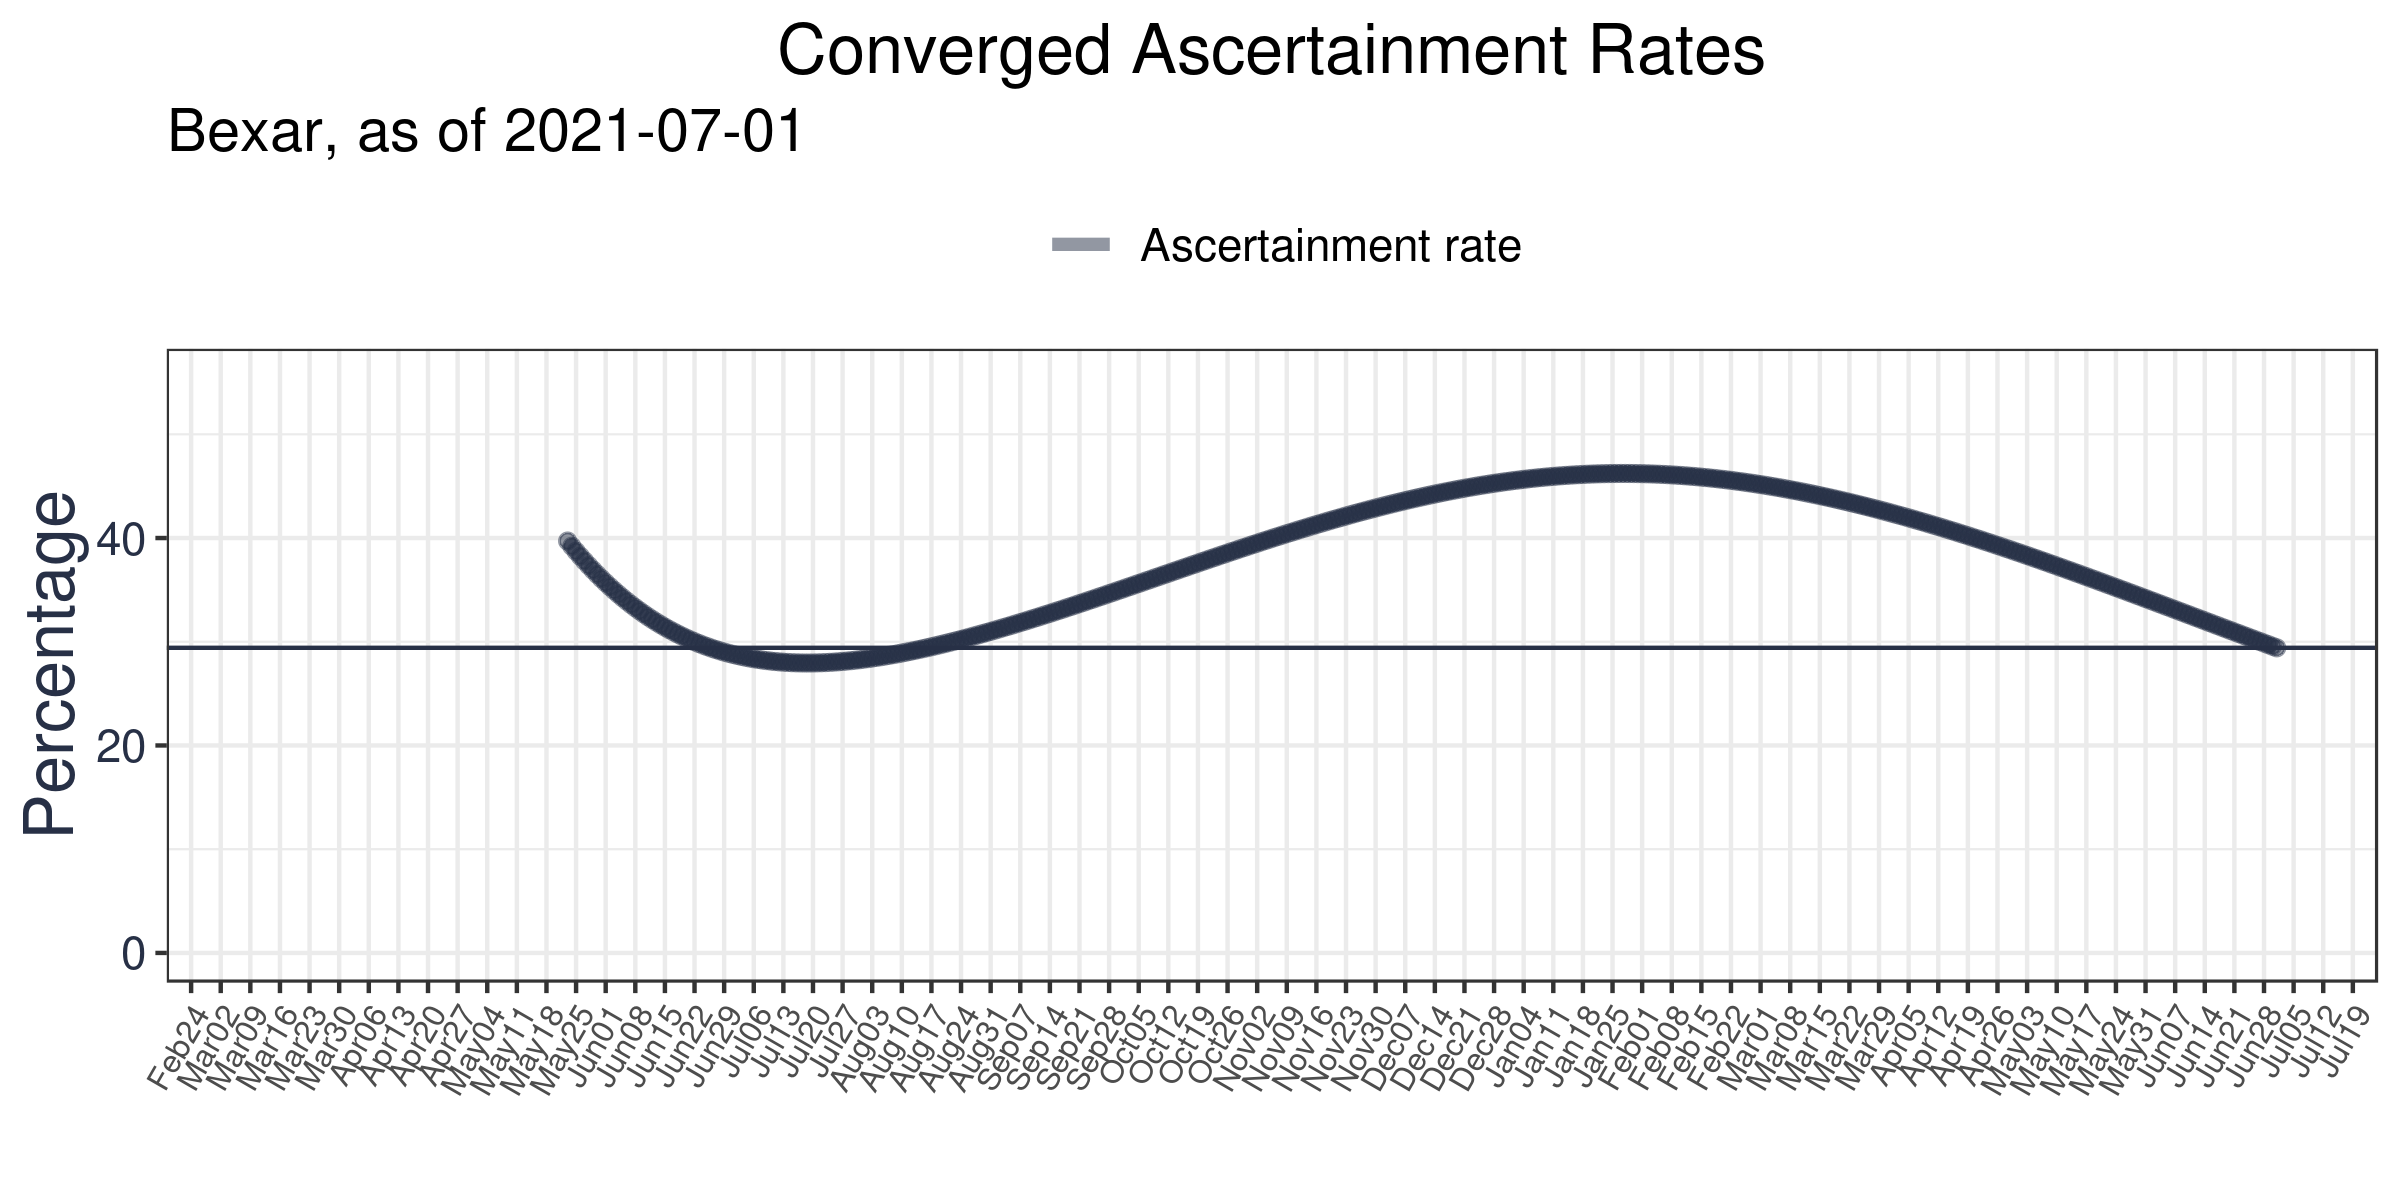 Converged Ascertainment Rates
Bexar, as of 2021-07-01
Ascertainment rate
Percentage
40
20
0
Feb24 Mar02 Mar09 Mar16 Mar23 Mar30 Apr06 Apr13 Apr20 Apr27 May04 May11 May18 May25 Jun01 Jun08 Jun15 Jun22 Jun29 Jul06 Jul13 Jul20 Jul27 Aug03 Aug10 Aug17 Aug24 Aug31 Sep07 Sep14 Sep21 Sep28 Oct05 Oct12 Oct19 Oct26 Nov02 Nov09 Nov16 Nov23 Nov30 Dec07 Dec14 Dec21 Dec28 Jan04 Jan11 Jan18 Jan25 Feb01 Feb08 Feb15 Feb22 Mar01 Mar08 Mar15 Mar22 Mar29 Apr05 Apr12 Apr19 Apr26 May03 May10 May17 May24 May31 Jun07 Jun14 Jun21 Jun28 Jul05 Jul12 Jul19